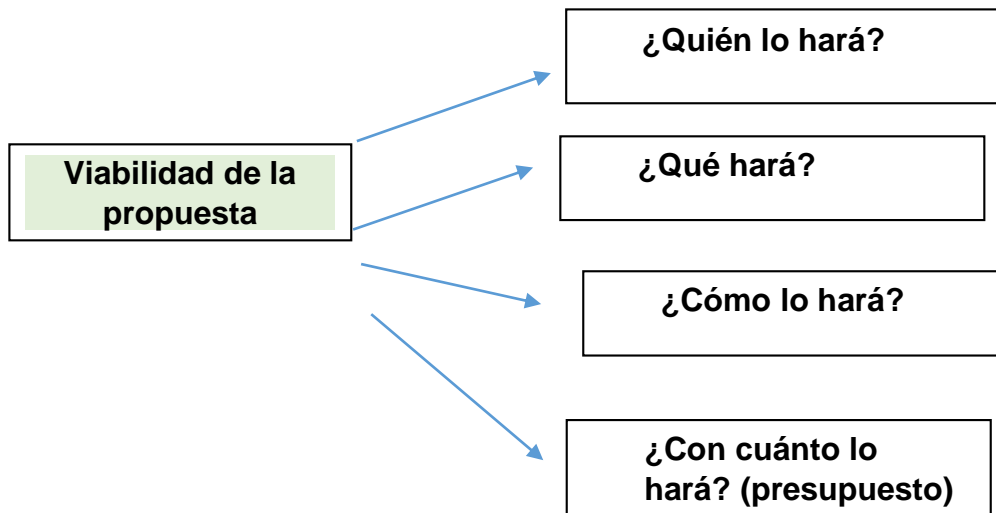 ¿Quién lo hará?
Viabilidad de la
propuesta
¿Qué hará?
¿Cómo lo hará?
¿Con cuánto lo
hará? (presupuesto)